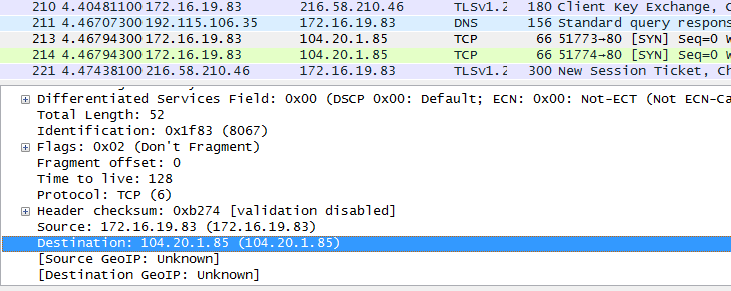 210 4.40481100 172.16.19.83 216.58.210.46 TLSv1.2 180 Client Key Exchange, C
211 4.46707300 192.115.106.35 172.16.19.83 DNS 156 Standard query respons
213 4.46794300 172.16.19.83 104.20.1.85 TCP 66 51773→80 [SYN] Seq=0 W
214 4.46794300 172.16.19.83 104.20.1.85 TCP 66 51774→80 [SYN] Seq=0 W
221 4.47438100 216.58.210.46 172.16.19.83 TLSv1.2 300 New Session Ticket, Ch
Differentiated Services Field: 0x00 (DSCP 0x00: Default; ECN: 0x00: Not-ECT (Not ECN-Ca
Total Length: 52
Identification: 0x1f83 (8067)
Flags: 0x02 (Don't Fragment)
Fragment offset: 0
Time to live: 128
Protocol: TCP (6)
Header checksum: 0xb274 [validation disabled]
Source: 172.16.19.83 (172.16.19.83)
Destination: 104.20.1.85 (104.20.1.85)
[Source GeoIP: Unknown]
[Destination GeoIP: Unknown]